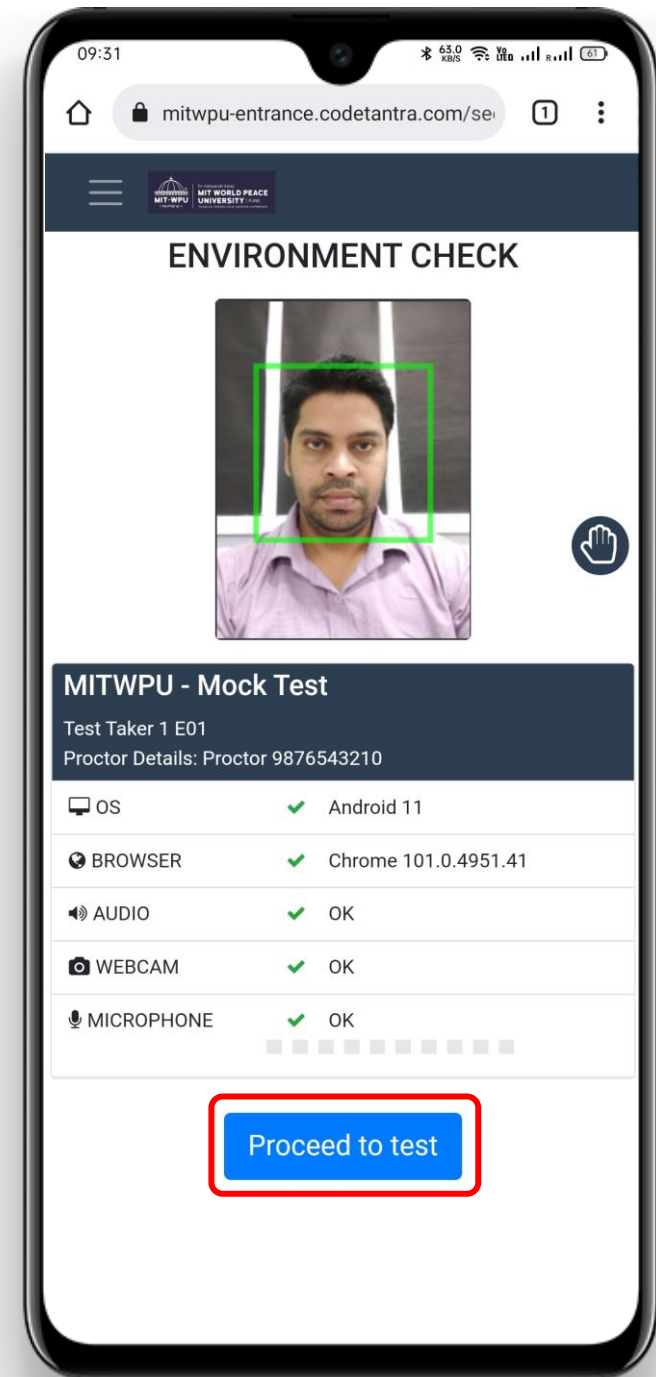 09:31
63.0 KB/S
Vo LTE
R
61
mitwpu-entrance.codetantra.com/se
1
MIT-WPU
MIT WORLD PEACE
UNIVERSITY
ENVIRONMENT CHECK
MITWPU - Mock Test
Test Taker 1 E01
Proctor Details: Proctor 9876543210
OS Android 11
BROWSER Chrome 101.0.4951.41
AUDIO OK
WEBCAM OK
MICROPHONE OK
Proceed to test